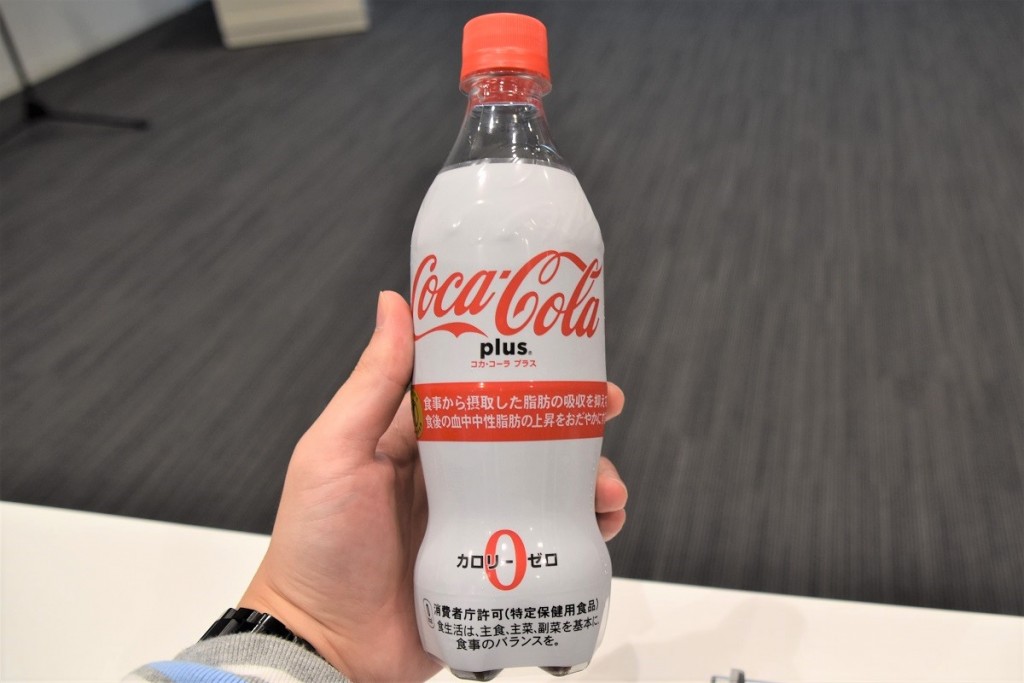 Coca-Cola
plus®
コカ・コーラ プラス
食事から摂取した脂肪の吸収を抑えて
食後の血中中性脂肪の上昇をおだやかに
カロリー 0 ゼロ
消費者庁許可(特定保健用食品)
食生活は、主食、主菜、副菜を基本に、
食事のバランスを。